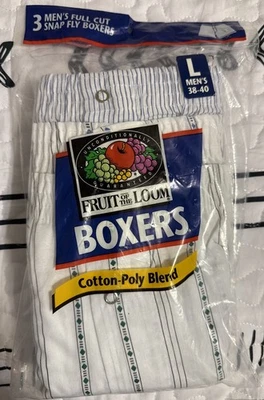 3 MEN'S FULL CUT
SNAP FLY BOXERS
L
MEN'S
38-40
UNCONDITIONALLY
GUARANTEED
FRUIT OF THE LOOM
BOXERS
Cotton-Poly Blend